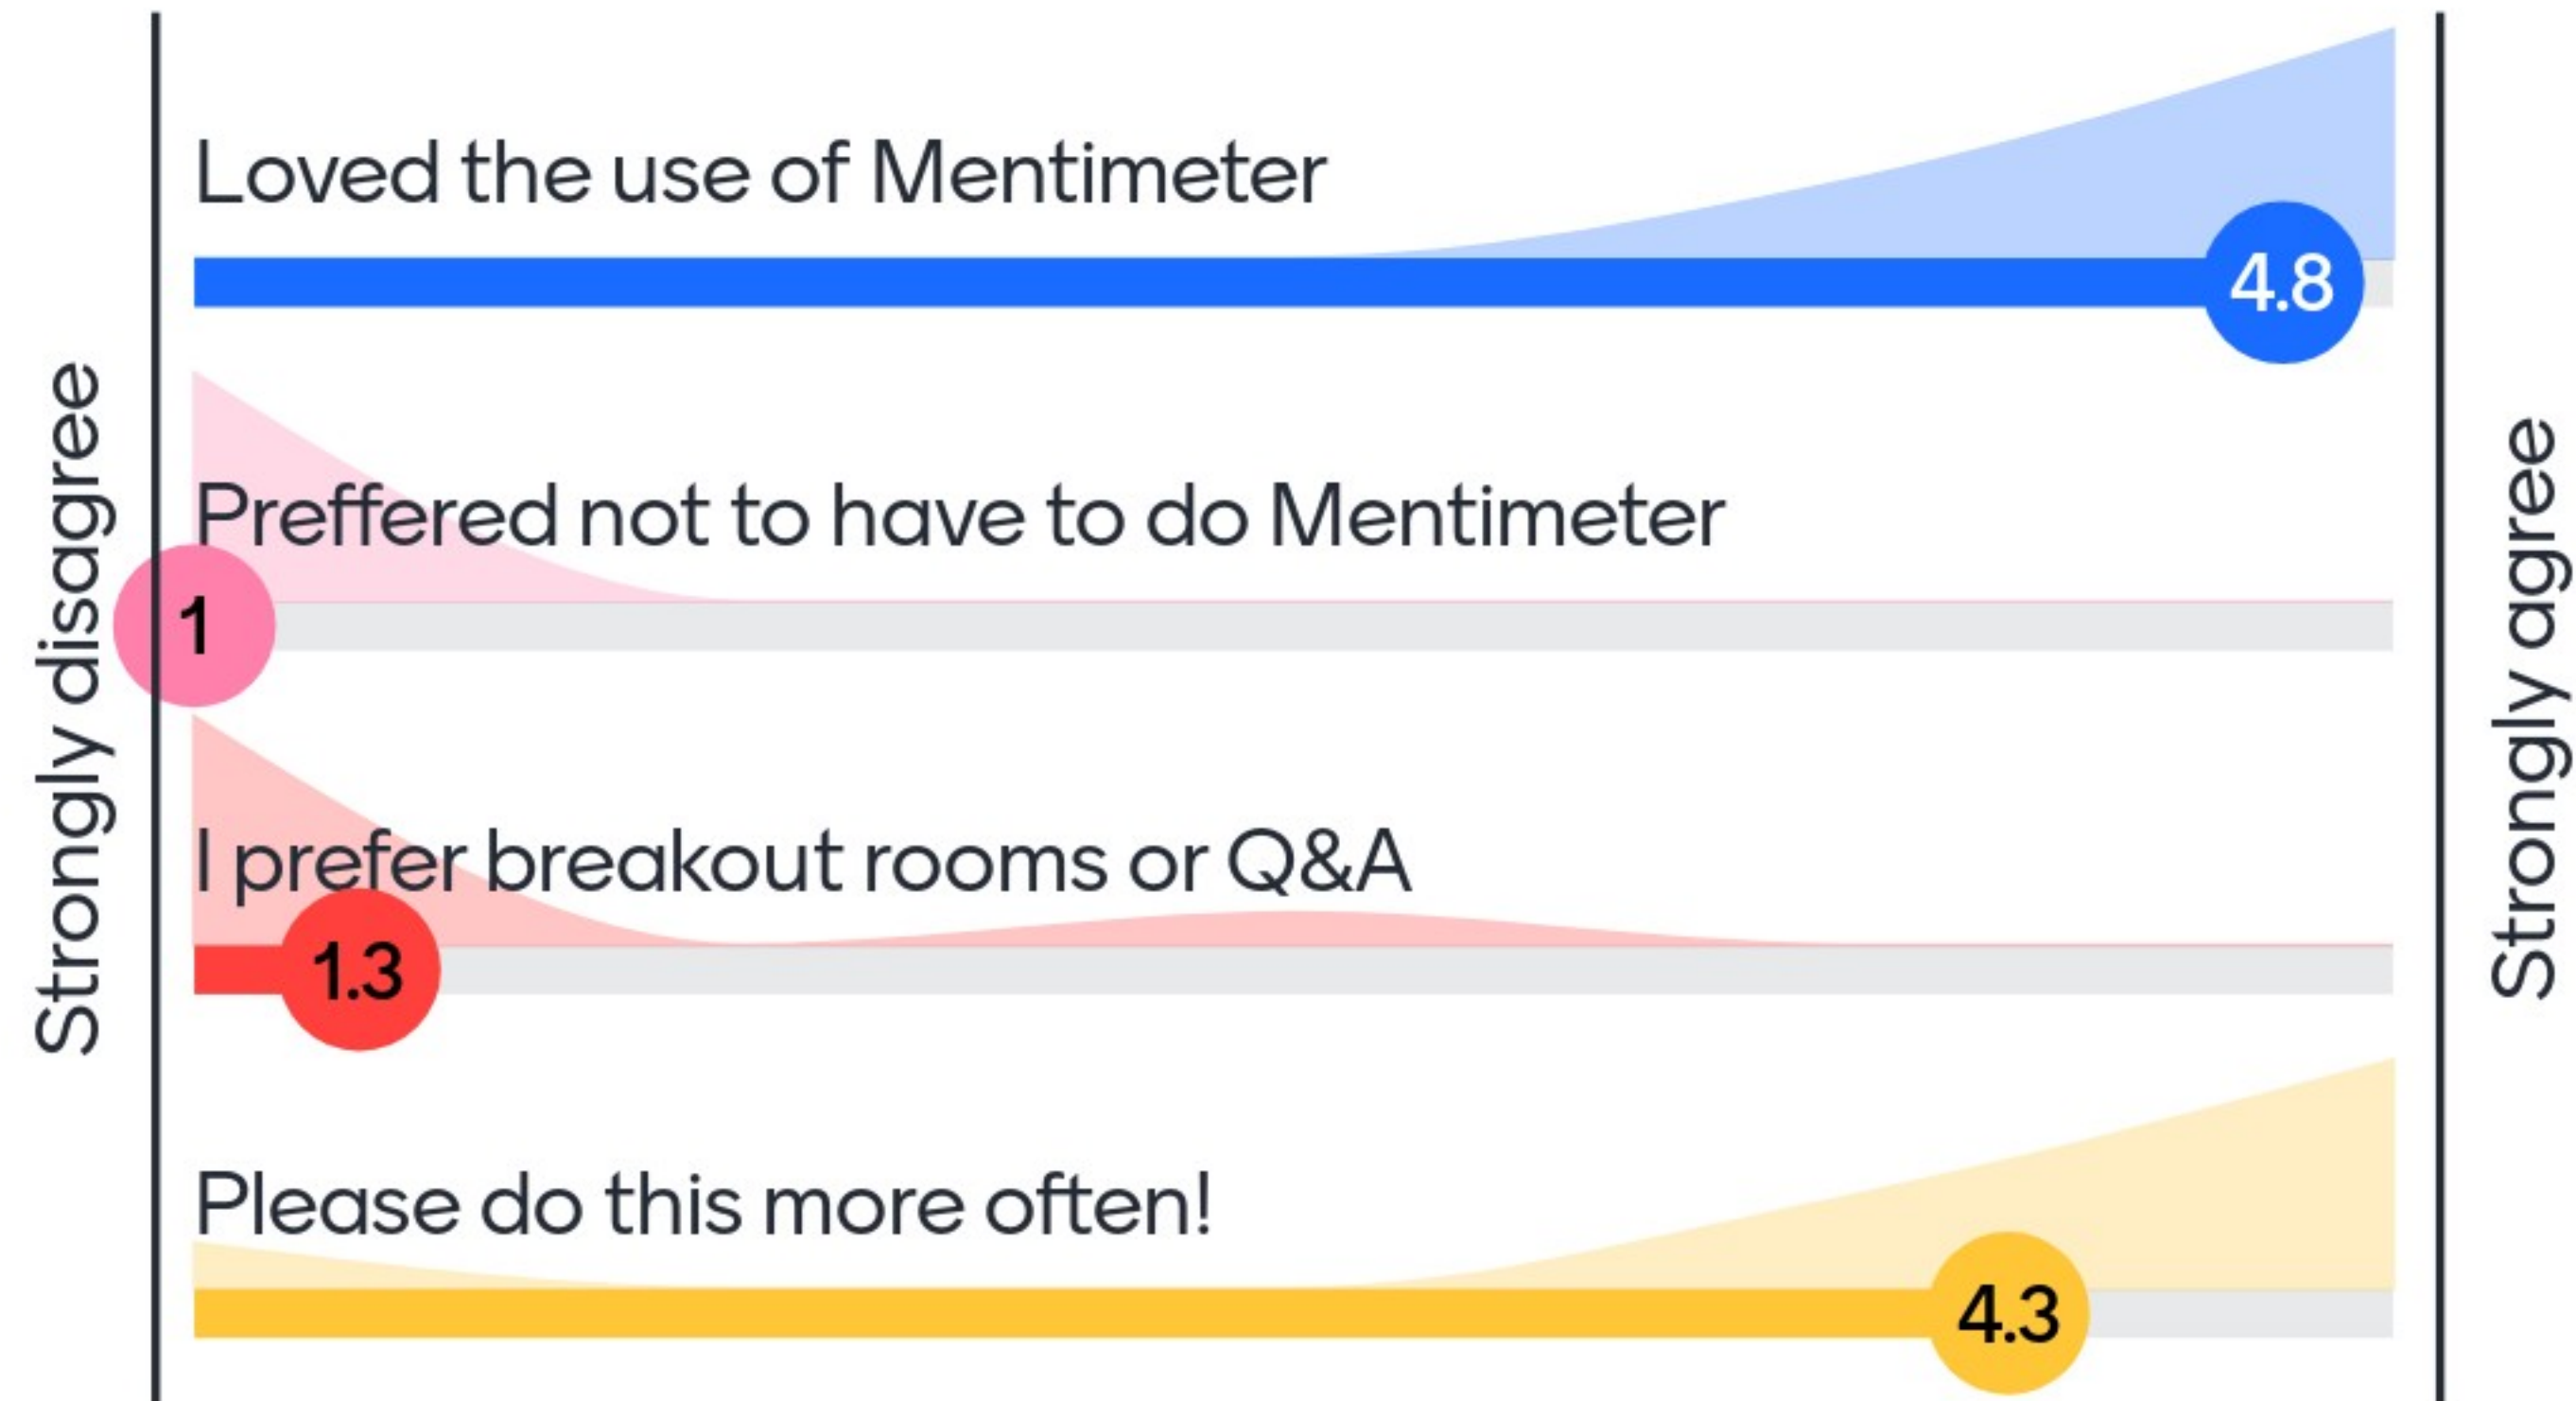 Strongly disagree
Loved the use of Mentimeter
4.8
Preffered not to have to do Mentimeter
1
I prefer breakout rooms or Q&A
1.3
Please do this more often!
4.3
Strongly agree